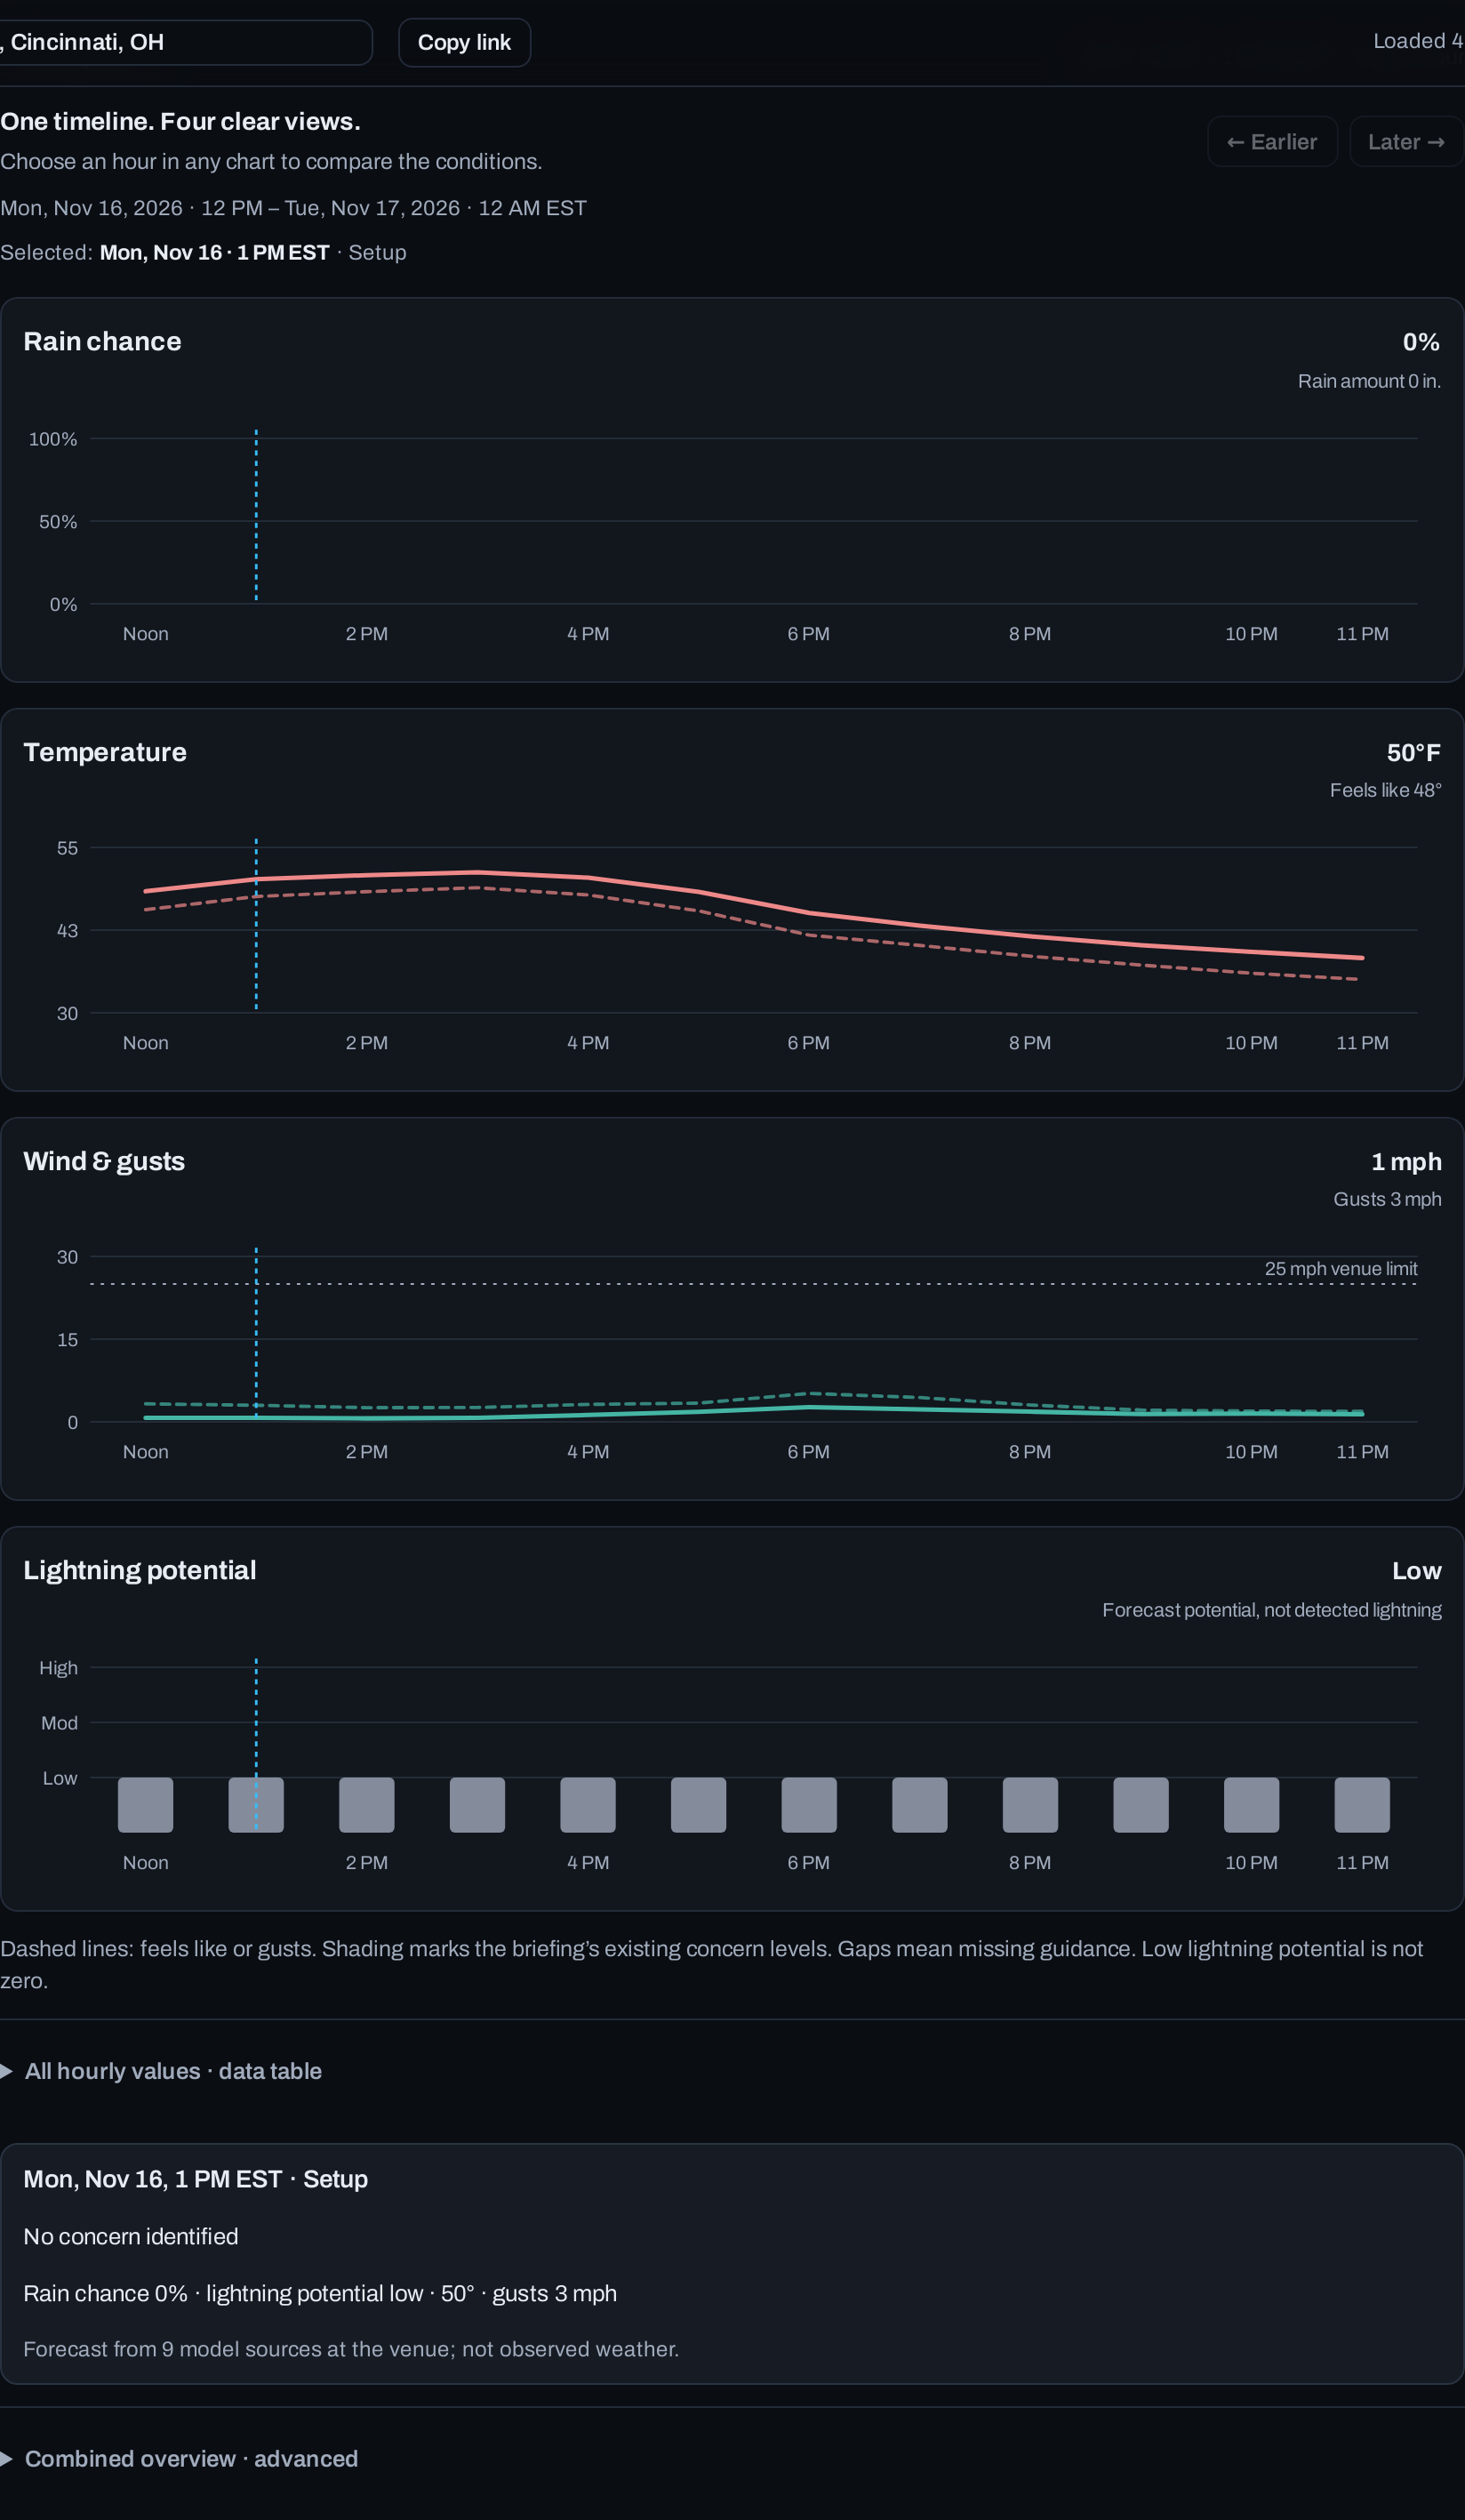 , Cincinnati, OH
Copy link
Loaded 4
One timeline. Four clear views.
← Earlier
Later →
Choose an hour in any chart to compare the conditions.
Mon, Nov 16, 2026 · 12 PM – Tue, Nov 17, 2026 · 12 AM EST
Selected: Mon, Nov 16 · 1 PM EST · Setup
Rain chance
0%
Rain amount 0 in.
100%
50%
0%
Noon 2 PM 4 PM 6 PM 8 PM 10 PM 11 PM
Temperature
50°F
Feels like 48°
55
43
30
Noon 2 PM 4 PM 6 PM 8 PM 10 PM 11 PM
Wind & gusts
1 mph
Gusts 3 mph
30
25 mph venue limit
15
0
Noon 2 PM 4 PM 6 PM 8 PM 10 PM 11 PM
Lightning potential
Low
Forecast potential, not detected lightning
High
Mod
Low
Noon 2 PM 4 PM 6 PM 8 PM 10 PM 11 PM
Dashed lines: feels like or gusts. Shading marks the briefing’s existing concern levels. Gaps mean missing guidance. Low lightning potential is not
zero.
All hourly values · data table
Mon, Nov 16, 1 PM EST · Setup
No concern identified
Rain chance 0% · lightning potential low · 50° · gusts 3 mph
Forecast from 9 model sources at the venue; not observed weather.
Combined overview · advanced